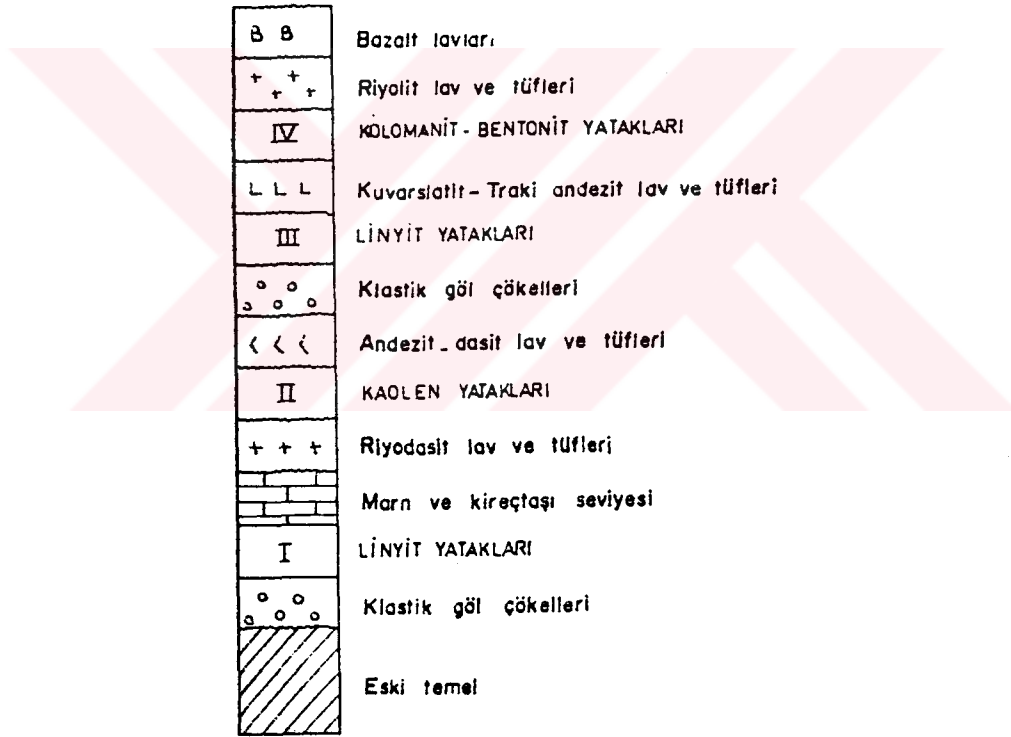 B B Bazalt lavları
Riyolit lav ve tüfleri
IV KOLOMANİT - BENTONİT YATAKLARI
L L L Kuvarslatit - Traki andezit lav ve tüfleri
III LİNYİT YATAKLARI
Klastik göl çökelleri
Andezit - dasit lav ve tüfleri
II KAOLEN YATAKLARI
Riyodasit lav ve tüfleri
Marn ve kireçtaşı seviyesi
I LİNYİT YATAKLARI
Klastik göl çökelleri
Eski temel